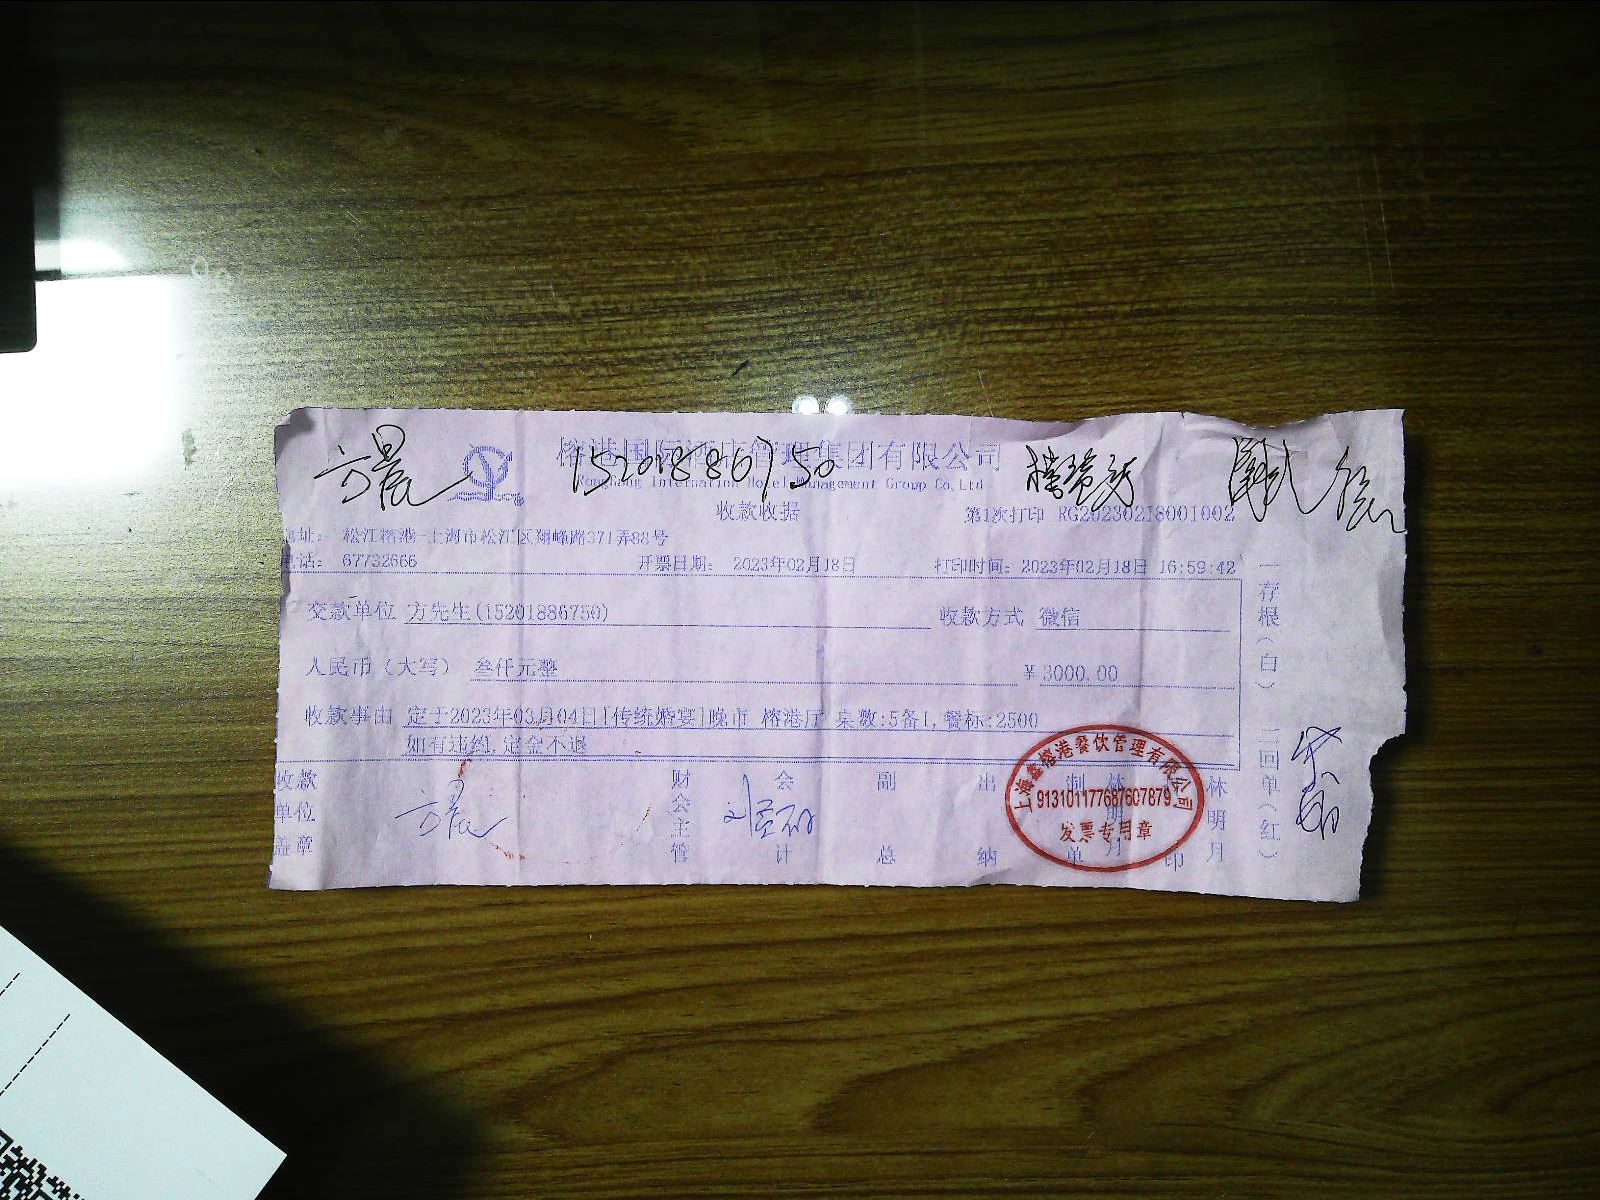 榕港国际酒店管理集团有限公司
方晨
15201886750
Ronghang International Hotel Management Group Co.Ltd
收款收据
第1次打印 RG20230218001002
地址: 松江榕港-上海市松江区翔峰路371弄88号
电话: 67732666 开票日期: 2023年02月18日 打印时间: 2023年02月18日 16:59:42
交款单位 方先生(15201886750) 收款方式 微信
人民币（大写） 叁仟元整 ¥3000.00
收款事由 定于2023年03月04日[传统婚宴]晚市 榕港厅 桌数:5备1,餐标:2500
如有违约,定金不退
收款单位盖章 方晨 财会主管 会计 副总 出纳 林明月 印 林明月
一存根(白) 二回单(红)
上海鑫榕港餐饮管理有限公司
913101177687607879
发票专用章